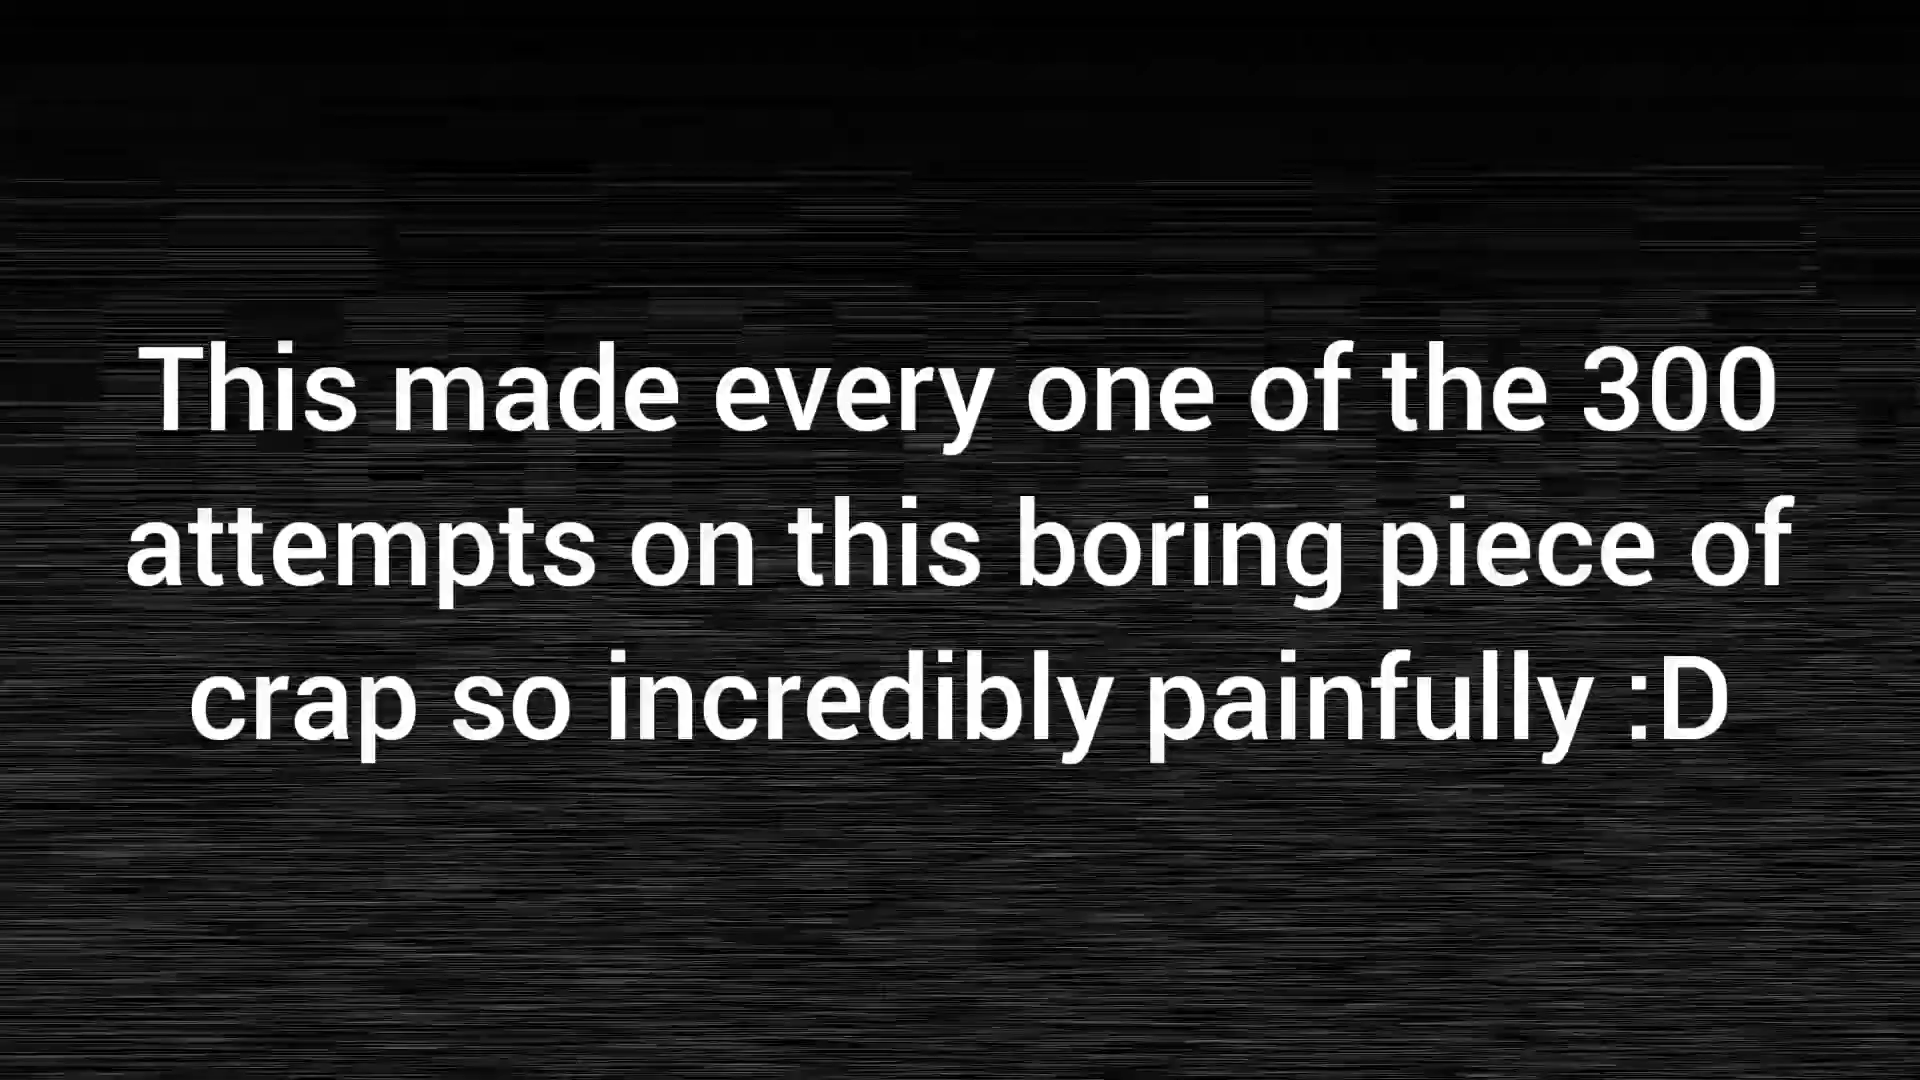 This made every one of the 300
attempts on this boring piece of
crap so incredibly painfully :D